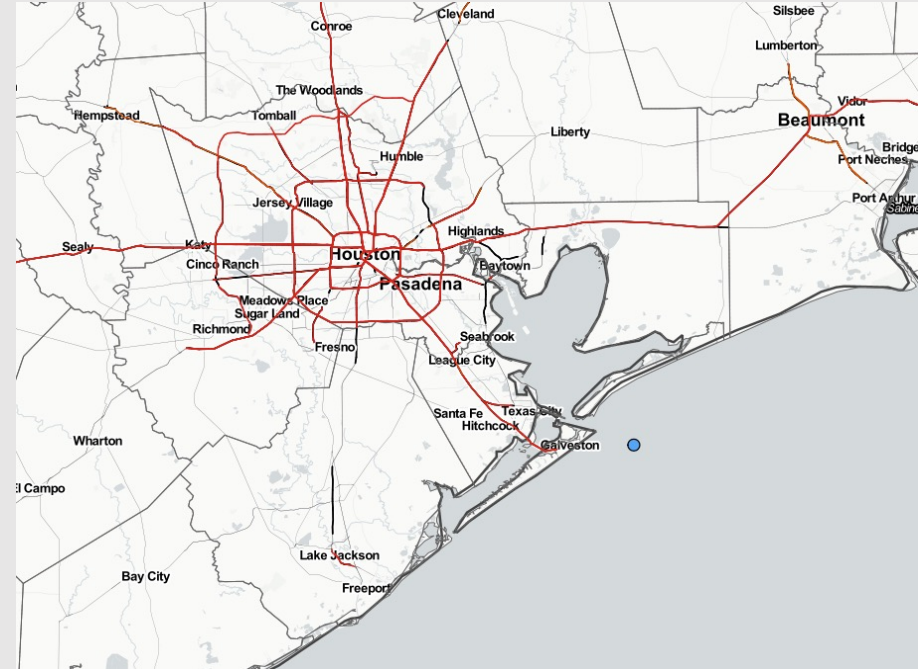 Cleveland
Silsbee
Conroe
Lumberton
The Woodlands
Vidor
Hempstead
Tomball
Beaumont
Liberty
Bridge
Humble
Port Neches
Port Arthur
Jersey Village
Sabine
Highlands
Sealy
Katy
Houston
Cinco Ranch
Baytown
Pasadena
Meadows Place
Sugar Land
Richmond
Seabrook
Fresno
League City
Santa Fe
Texas City
Hitchcock
Wharton
Galveston
El Campo
Lake Jackson
Bay City
Freeport